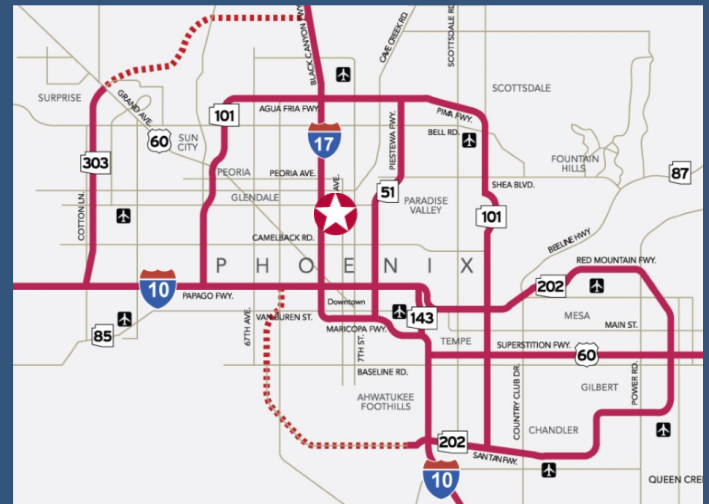 BLACK CANYON FWY.
CAVE CREEK RD
SCOTTSDALE RD.
SURPRISE
GRAND AVE.
SCOTTSDALE
101
AGUA FRIA FWY.
PIMA FWY.
60
SUN
CITY
17
PIESTEWA FWY.
BELL RD.
303
PEORIA
PEORIA AVE.
AVE.
51
SHEA BLVD.
FOUNTAIN
HILLS
87
GLENDALE
PARADISE
VALLEY
COTTON LN.
101
CAMELBACK RD.
BEELINE HWY
PHOENIX
RED MOUNTAIN FWY.
10
PAPAGO FWY.
202
85
67TH AVE.
VAN BUREN ST.
Downtown
143
MESA
MARICOPA FWY.
7TH ST.
TEMPE
MAIN ST.
SUPERSTITION FWY.
60
BASELINE RD.
COUNTRY CLUB DR.
POWER RD.
AHWATUKEE
FOOTHILLS
GILBERT
CHANDLER
202
SANTAN FWY.
10
QUEEN CRE